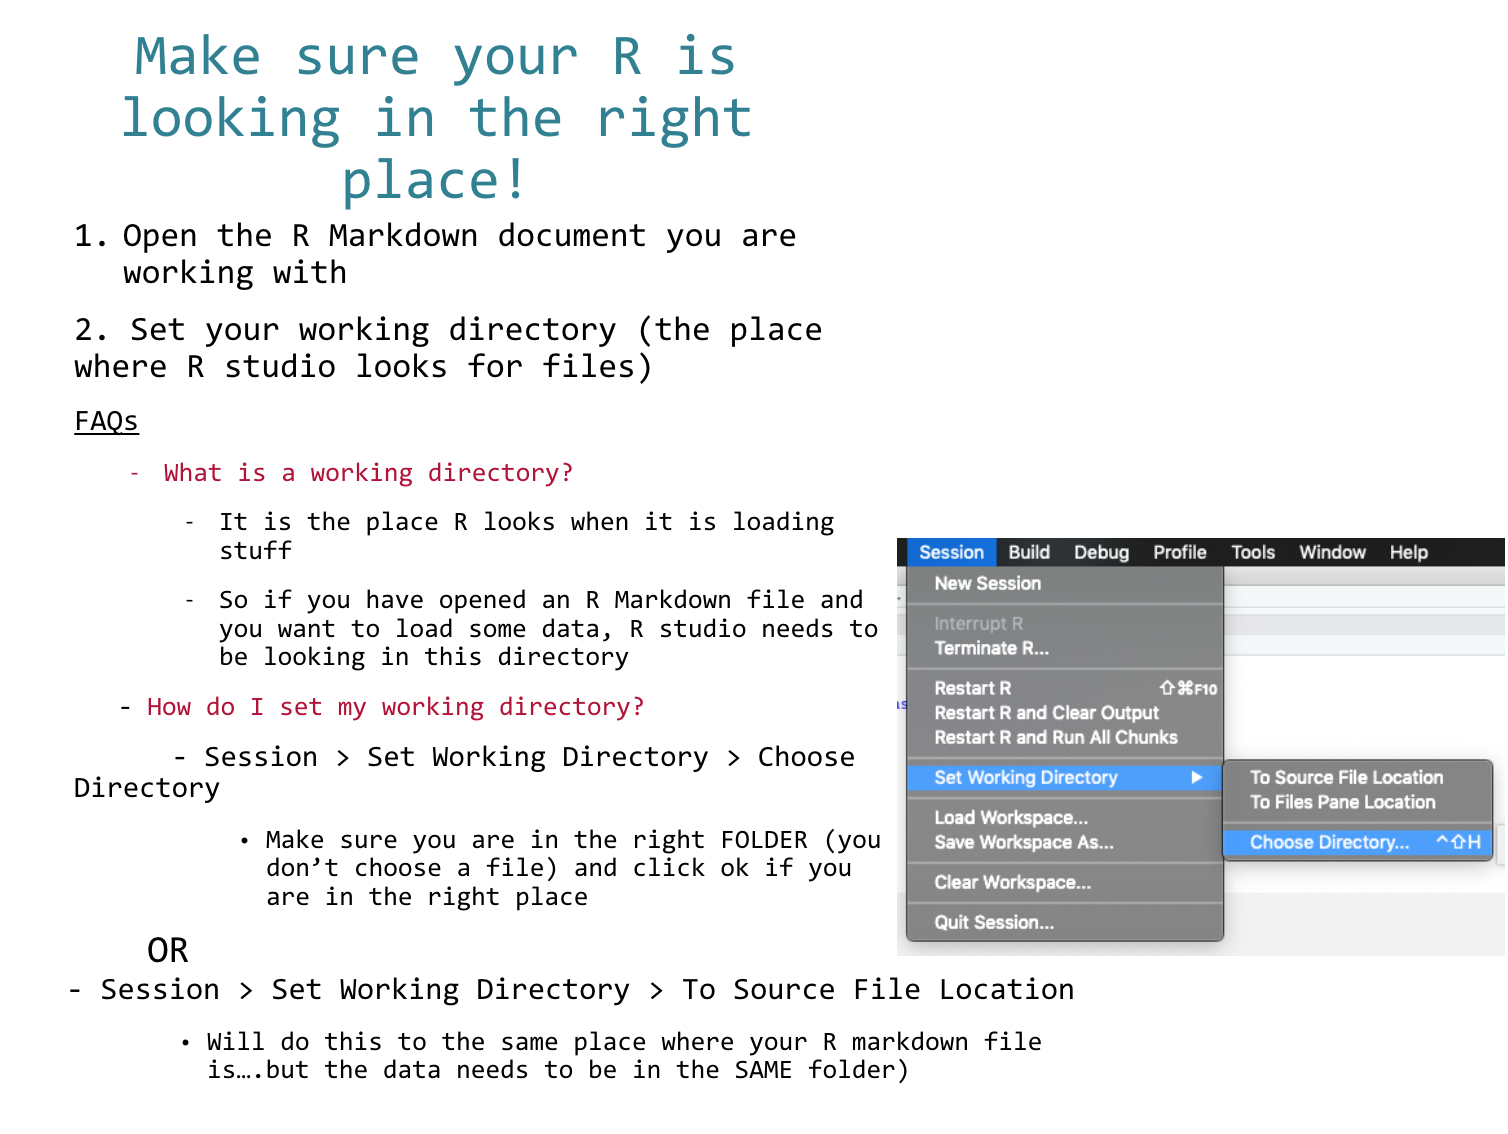 Make sure your R is
looking in the right
place!
1. Open the R Markdown document you are
working with
2. Set your working directory (the place
where R studio looks for files)
FAQs
- What is a working directory?
- It is the place R looks when it is loading
stuff
- So if you have opened an R Markdown file and
you want to load some data, R studio needs to
be looking in this directory
- How do I set my working directory?
- Session > Set Working Directory > Choose
Directory
• Make sure you are in the right FOLDER (you
don’t choose a file) and click ok if you
are in the right place
OR
- Session > Set Working Directory > To Source File Location
• Will do this to the same place where your R markdown file
is….but the data needs to be in the SAME folder)
Session Build Debug Profile Tools Window Help
New Session
Interrupt R
Terminate R...
Restart R ⇧⌘F10
Restart R and Clear Output
Restart R and Run All Chunks
Set Working Directory ▶
To Source File Location
To Files Pane Location
Choose Directory... ^⇧H
Load Workspace...
Save Workspace As...
Clear Workspace...
Quit Session...